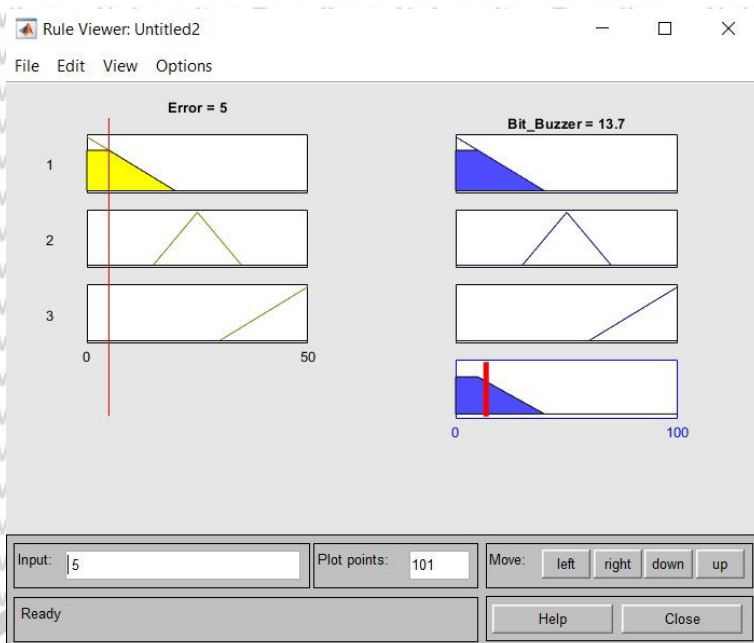 Rule Viewer: Untitled2
File Edit View Options
Error = 5
Bit_Buzzer = 13.7
1
2
3
0 50
0 100
Input: 5
Plot points: 101
Move: left right down up
Ready
Help Close